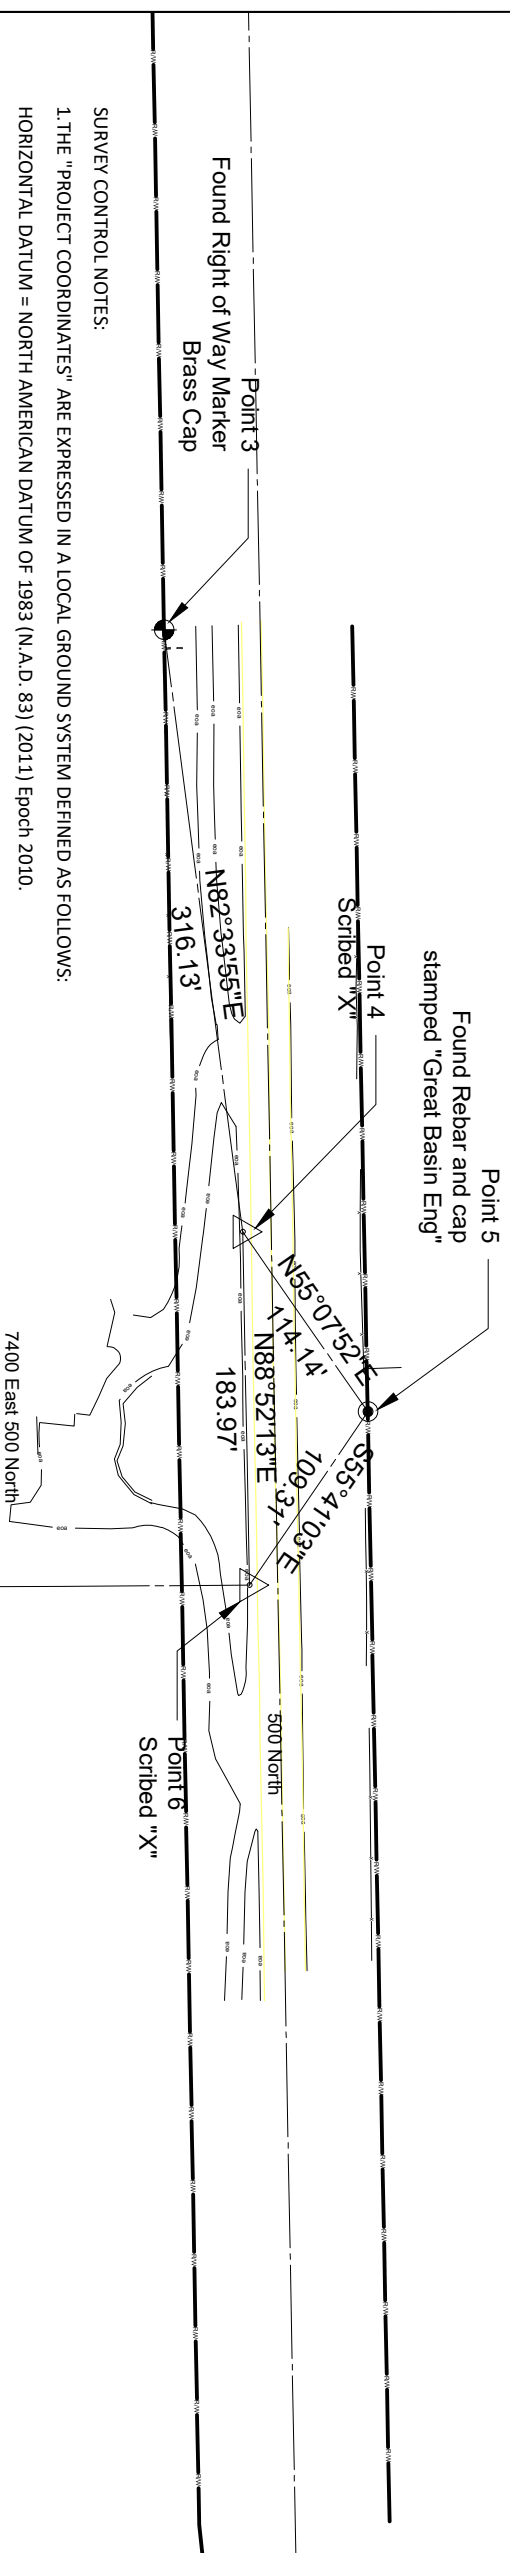 Point 5
Found Rebar and cap
stamped "Great Basin Eng"
Point 4
Scribed "X"
Point 3
Found Right of Way Marker
Brass Cap
N82°33'55"E
316.13'
N55°07'52"E
114.14'
S55°41'03"E
109.31'
N88°52'13"E
183.97'
500 North
Point 6
Scribed "X"
7400 East 500 North
SURVEY CONTROL NOTES:
1.THE "PROJECT COORDINATES" ARE EXPRESSED IN A LOCAL GROUND SYSTEM DEFINED AS FOLLOWS:
HORIZONTAL DATUM = NORTH AMERICAN DATUM OF 1983 (N.A.D. 83) (2011) Epoch 2010.